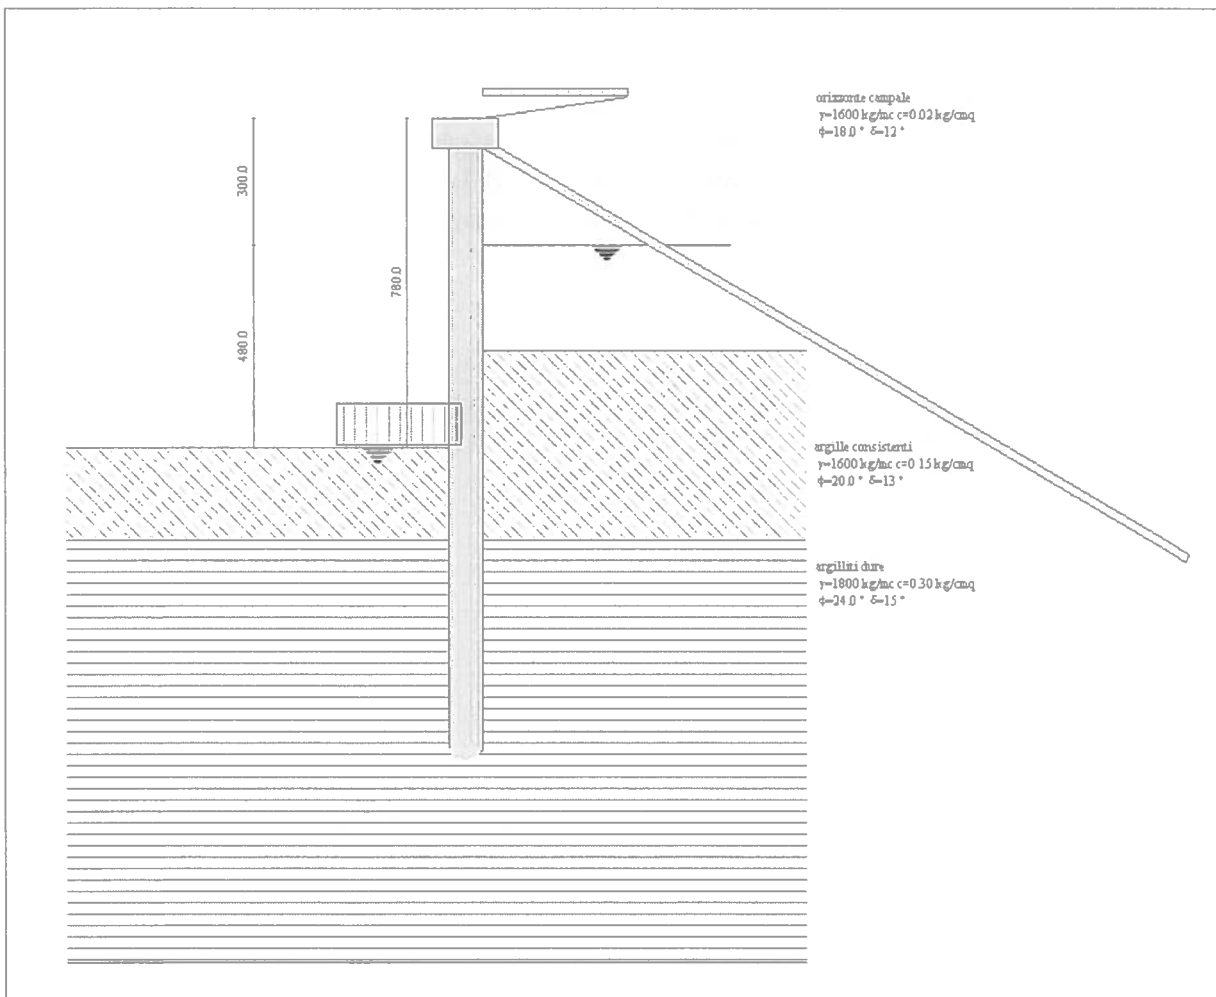 orizzonte campale
γ=1600 kg/mc c=0.02 kg/cmq
ϕ=18.0 ° δ=12 °
300.0
780.0
480.0
argille consistenti
γ=1600 kg/mc c=0.15 kg/cmq
ϕ=20.0 ° δ=13 °
argilliti dure
γ=1800 kg/mc c=0.30 kg/cmq
ϕ=24.0 ° δ=15 °